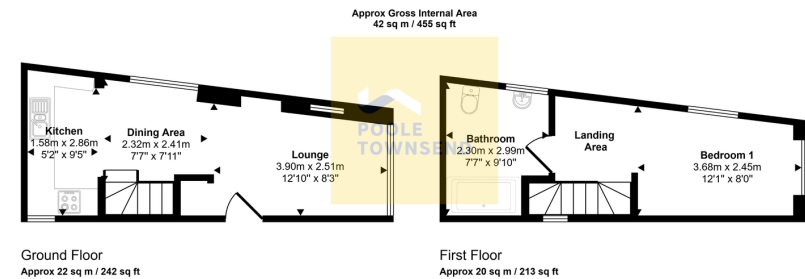 Approx Gross Internal Area
42 sq m / 455 sq ft
POOLE
TOWNSEND
Kitchen
1.58m x 2.86m
5'2" x 9'5"
Dining Area
2.32m x 2.41m
7'7" x 7'11"
Lounge
3.90m x 2.51m
12'10" x 8'3"
Bathroom
2.30m x 2.99m
7'7" x 9'10"
Landing
Area
Bedroom 1
3.68m x 2.45m
12'1" x 8'0"
Ground Floor
Approx 22 sq m / 242 sq ft
First Floor
Approx 20 sq m / 213 sq ft